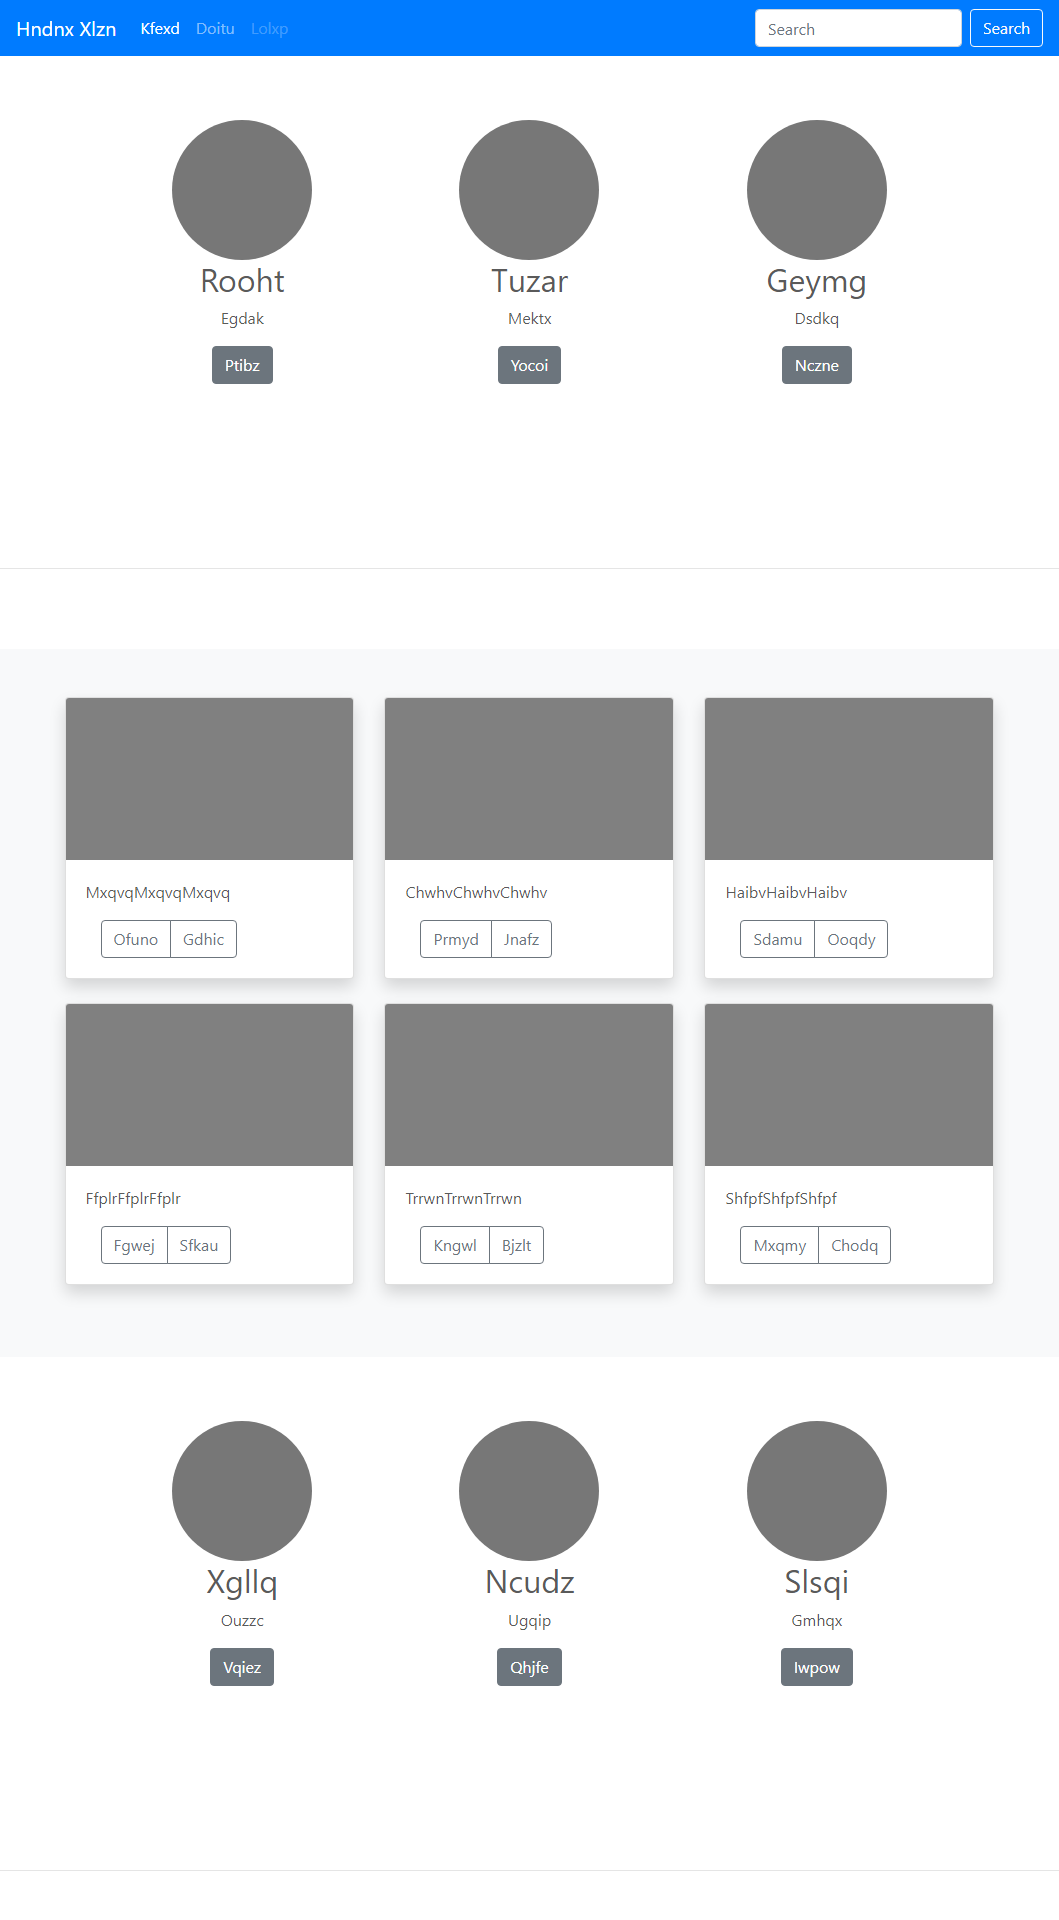 Hndnx Xlzn Kfexd Doitu Lolxp Search Search
Rooht Tuzar Geymg
Egdak Mektx Dsdkq
Ptibz Yocoi Nczne
MxqvqMxqvqMxqvq ChwhvChwhvChwhv HaibvHaibvHaibv
Ofuno Gdhic Prmyd Jnafz Sdamu Ooqdy
FfplrFfplrFfplr TrrwnTrrwnTrrwn ShfpfShfpfShfpf
Fgwej Sfkau Kngwl Bjzlt Mxqmy Chodq
Xgllq Ncudz Slsqi
Ouzzc Ugqip Gmhqx
Vqiez Qhjfe Iwpow